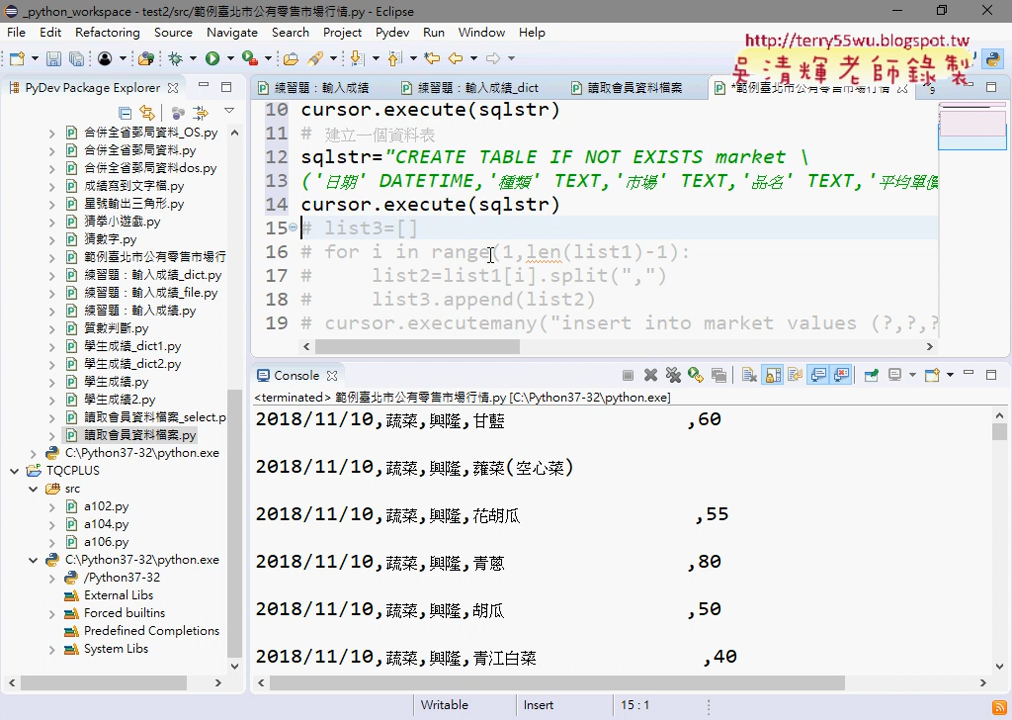 _python_workspace - test2/src/範例臺北市公有零售市場行情.py - Eclipse
File Edit Refactoring Source Navigate Search Project Pydev Run Window Help
http://terry55wu.blogspot.tw
吳清輝老師錄製
PyDev Package Explorer
練習題：輸入成績
練習題：輸入成績_dict
讀取會員資料檔案
*範例臺北市公有零售市場行情
合併全省郵局資料_OS.py
合併全省郵局資料.py
合併全省郵局資料dos.py
成績寫到文字檔.py
星號輸出三角形.py
猜拳小遊戲.py
猜數字.py
範例臺北市公有零售市場行
練習題：輸入成績_dict.py
練習題：輸入成績_file.py
練習題：輸入成績.py
質數判斷.py
學生成績_dict1.py
學生成績_dict2.py
學生成績.py
學生成績2.py
讀取會員資料檔案_select.p
讀取會員資料檔案.py
C:\Python37-32\python.exe
TQCPLUS
src
a102.py
a104.py
a106.py
C:\Python37-32\python.exe
/Python37-32
External Libs
Forced builtins
Predefined Completions
System Libs
10 cursor.execute(sqlstr)
11 # 建立一個資料表
12 sqlstr="CREATE TABLE IF NOT EXISTS market \
13 ('日期' DATETIME,'種類' TEXT,'市場' TEXT,'品名' TEXT,'平均單價
14 cursor.execute(sqlstr)
15 # list3=[]
16 # for i in range(1,len(list1)-1):
17 #     list2=list1[i].split(",")
18 #     list3.append(list2)
19 # cursor.executemany("insert into market values (?,?,?
Console
<terminated> 範例臺北市公有零售市場行情.py [C:\Python37-32\python.exe]
2018/11/10,蔬菜,興隆,甘藍 ,60
2018/11/10,蔬菜,興隆,蕹菜(空心菜)
2018/11/10,蔬菜,興隆,花胡瓜 ,55
2018/11/10,蔬菜,興隆,青蔥 ,80
2018/11/10,蔬菜,興隆,胡瓜 ,50
2018/11/10,蔬菜,興隆,青江白菜 ,40
Writable Insert 15 : 1